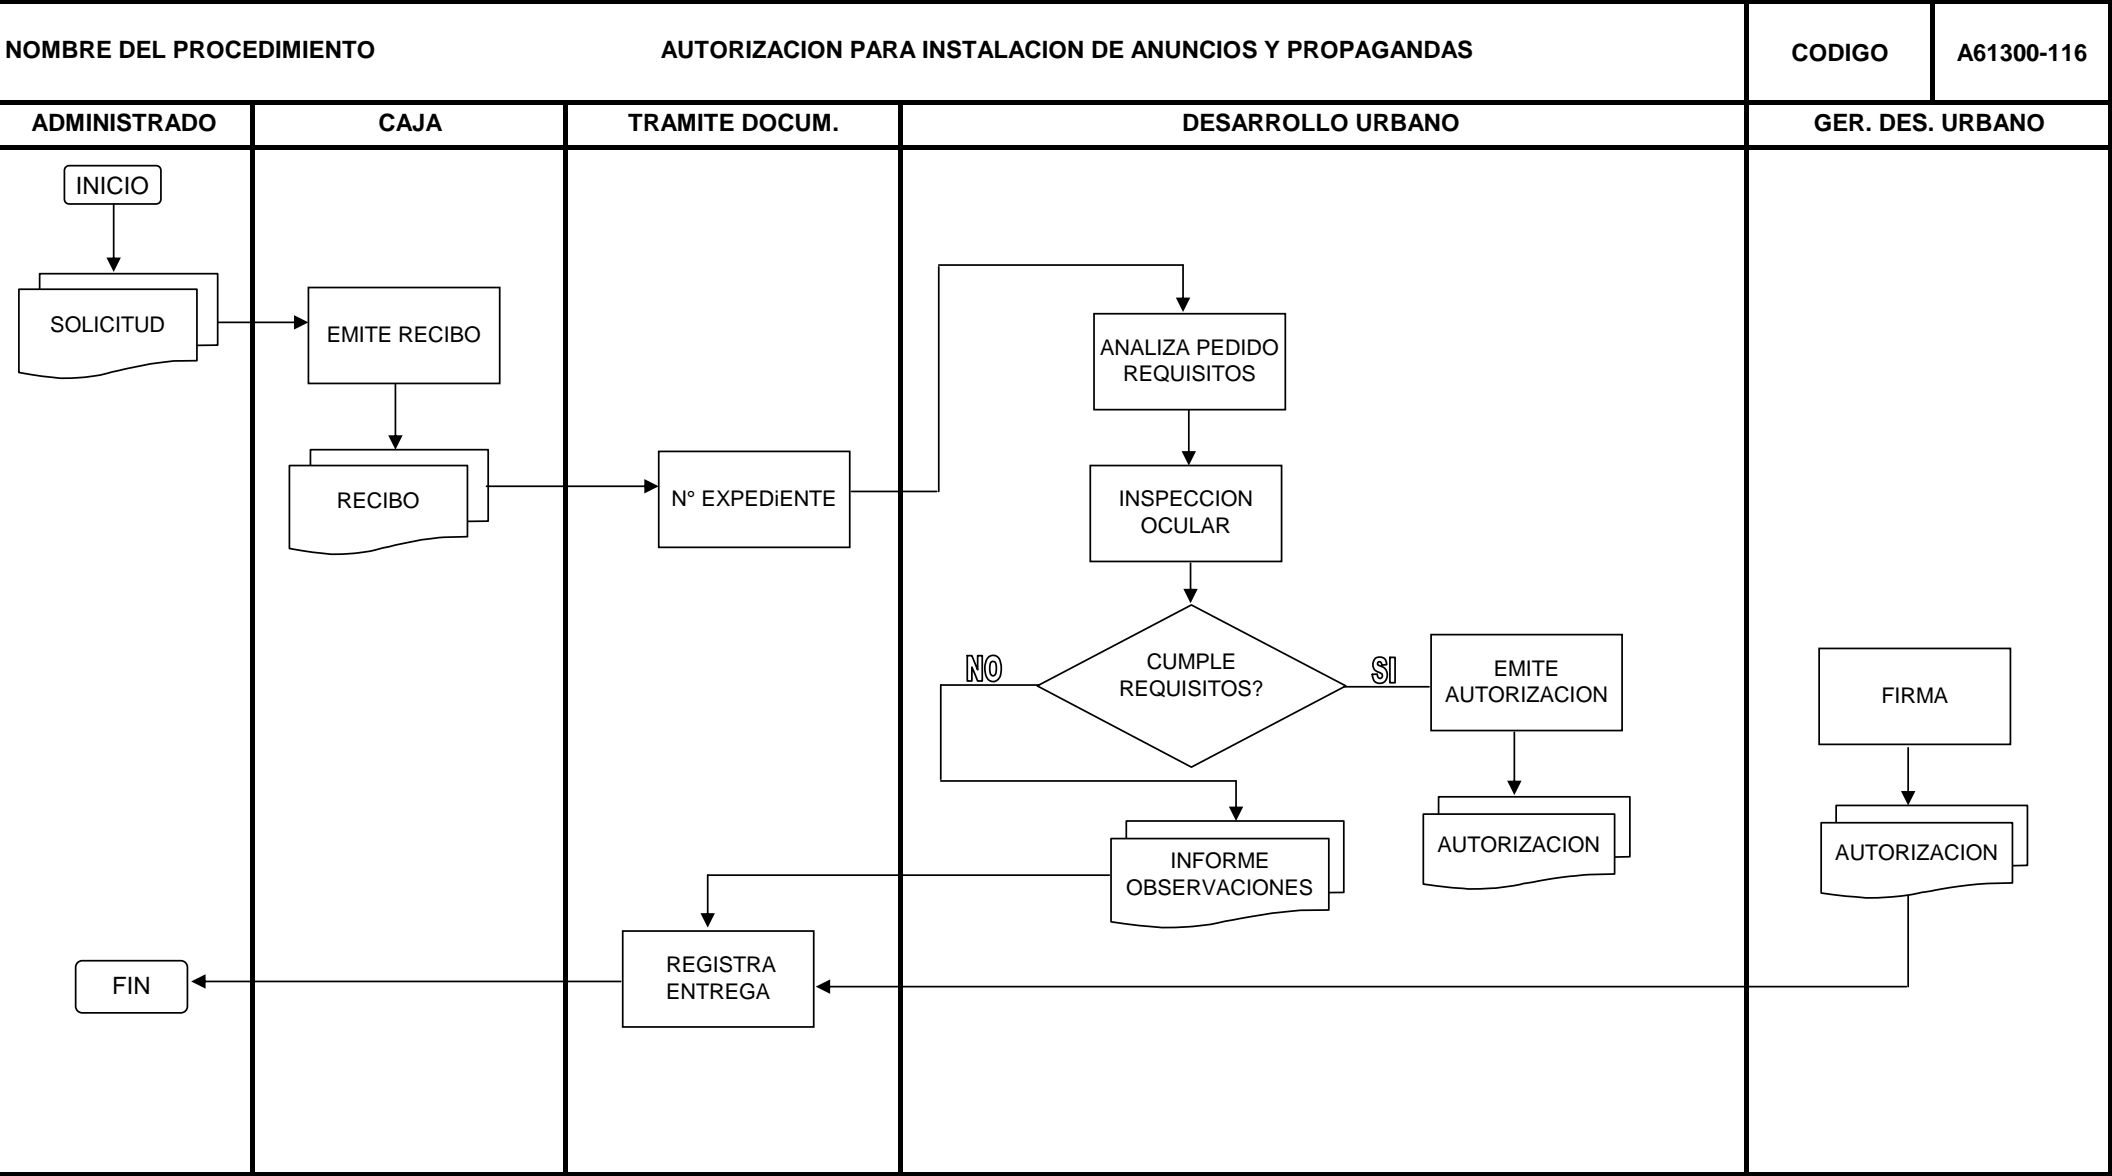 NOMBRE DEL PROCEDIMIENTO
AUTORIZACION PARA INSTALACION DE ANUNCIOS Y PROPAGANDAS
CODIGO
A61300-116
ADMINISTRADO
CAJA
TRAMITE DOCUM.
DESARROLLO URBANO
GER. DES. URBANO
INICIO
SOLICITUD
EMITE RECIBO
RECIBO
N° EXPEDiENTE
ANALIZA PEDIDO
REQUISITOS
INSPECCION
OCULAR
CUMPLE
REQUISITOS?
NO
SI
EMITE
AUTORIZACION
AUTORIZACION
FIRMA
AUTORIZACION
INFORME
OBSERVACIONES
REGISTRA
ENTREGA
FIN